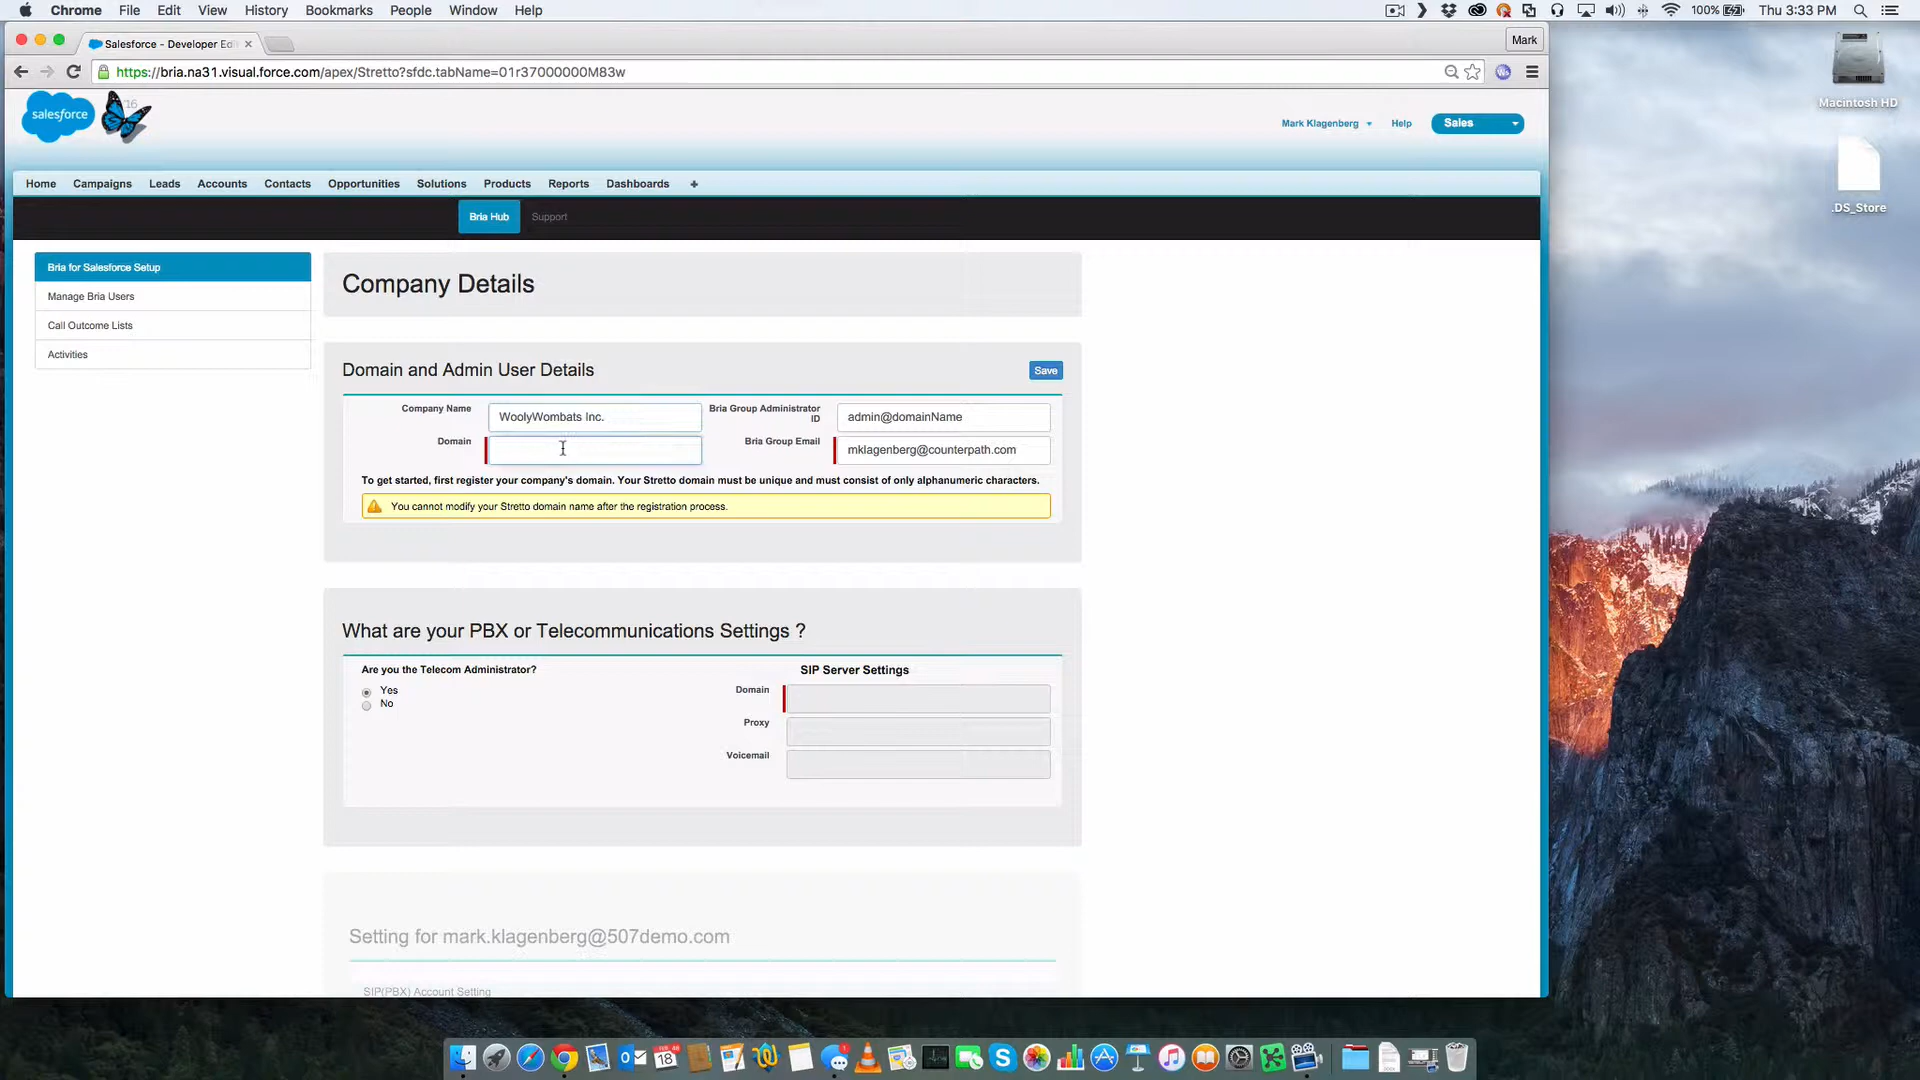 Chrome File Edit View History Bookmarks People Window Help
100% Thu 3:33 PM
Salesforce - Developer Edi
Mark
https://bria.na31.visual.force.com/apex/Stretto?sfdc.tabName=01r37000000M83w
Macintosh HD
.DS_Store
salesforce
'16
Mark Klagenberg Help Sales
Home Campaigns Leads Accounts Contacts Opportunities Solutions Products Reports Dashboards +
Bria Hub Support
Bria for Salesforce Setup
Manage Bria Users
Call Outcome Lists
Activities
Company Details
Domain and Admin User Details
Save
Company Name WoolyWombats Inc. Bria Group Administrator ID admin@domainName
Domain Bria Group Email mklagenberg@counterpath.com
To get started, first register your company's domain. Your Stretto domain must be unique and must consist of only alphanumeric characters.
You cannot modify your Stretto domain name after the registration process.
What are your PBX or Telecommunications Settings ?
Are you the Telecom Administrator?
Yes
No
SIP Server Settings
Domain
Proxy
Voicemail
Setting for mark.klagenberg@507demo.com
SIP(PBX) Account Setting
18